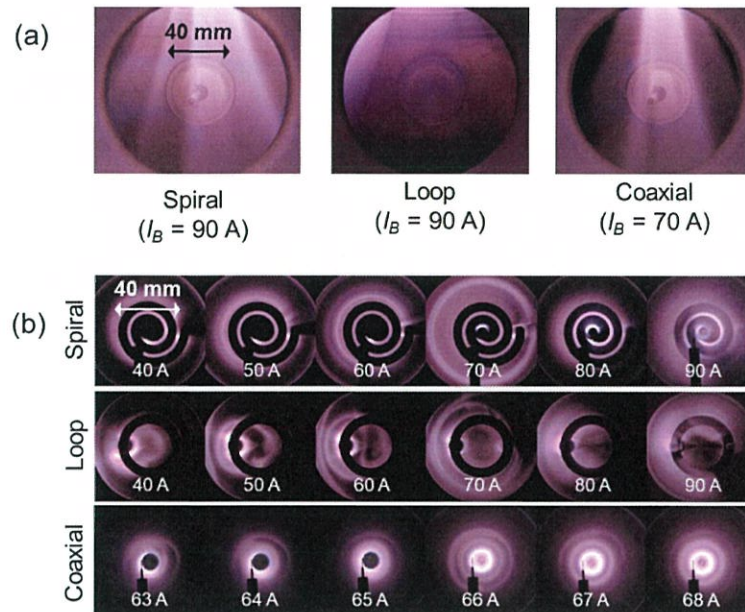 (a)
40 mm
Spiral
(I_B = 90 A)
Loop
(I_B = 90 A)
Coaxial
(I_B = 70 A)
(b)
Spiral
40 mm
40 A
50 A
60 A
70 A
80 A
90 A
Loop
40 A
50 A
60 A
70 A
80 A
90 A
Coaxial
63 A
64 A
65 A
66 A
67 A
68 A